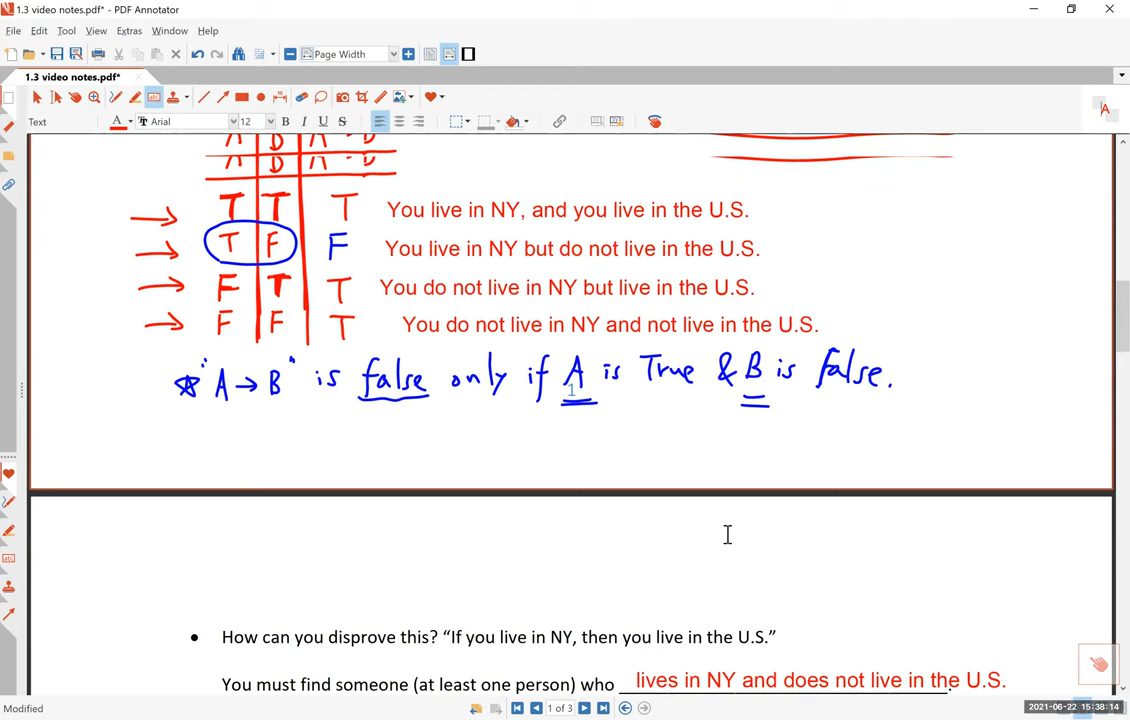 1.3 video notes.pdf* - PDF Annotator
File Edit Tool View Extras Window Help
Page Width
1.3 video notes.pdf*
Text A Arial 12 B I U S
A
A B A → B
T T T You live in NY, and you live in the U.S.
T F F You live in NY but do not live in the U.S.
F T T You do not live in NY but live in the U.S.
F F T You do not live in NY and not live in the U.S.
"A → B" is false only if A is True & B is false.
1
• How can you disprove this? “If you live in NY, then you live in the U.S.”
You must find someone (at least one person) who lives in NY and does not live in the U.S.
Modified 1 of 3 2021-06-22 15:38:14